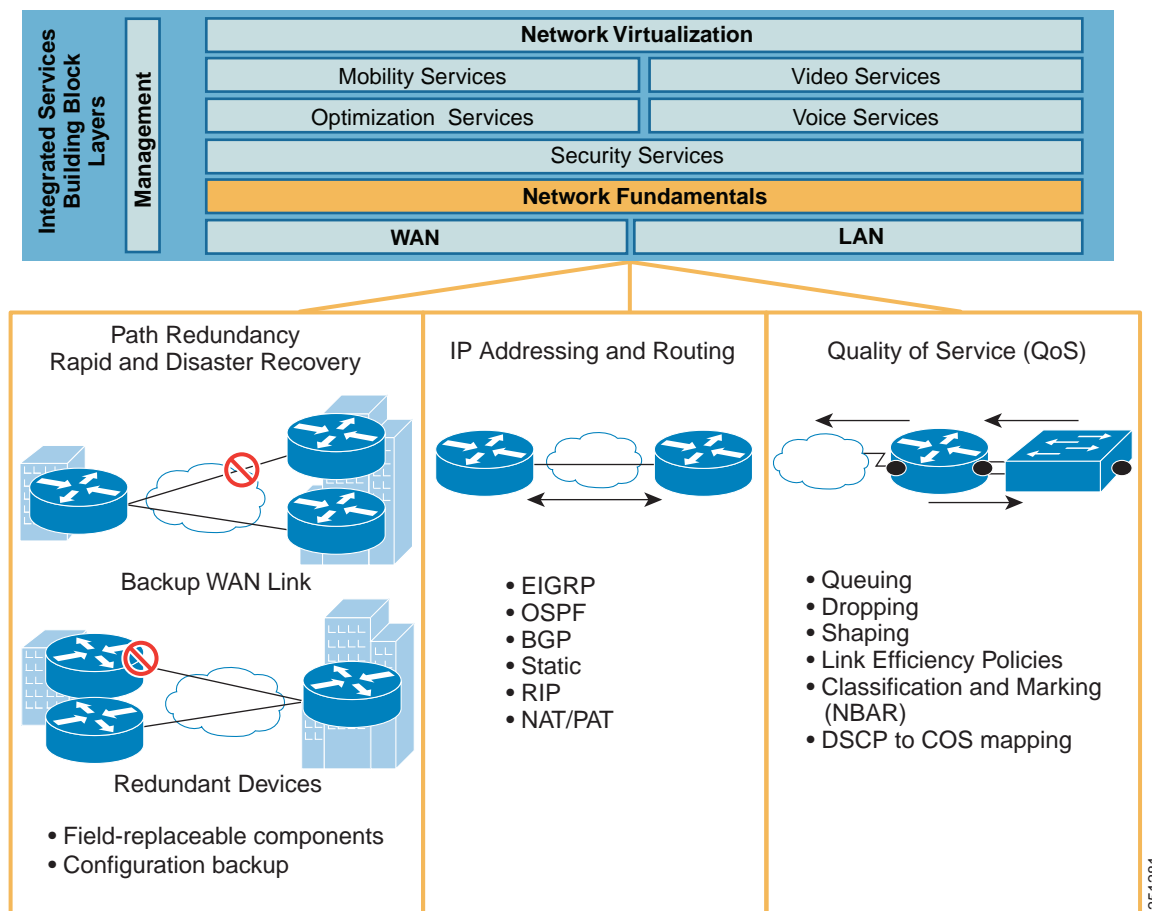 Integrated Services
Building Block
Layers
Management
Network Virtualization
Mobility Services
Video Services
Optimization Services
Voice Services
Security Services
Network Fundamentals
WAN
LAN
Path Redundancy
Rapid and Disaster Recovery
Backup WAN Link
Redundant Devices
• Field-replaceable components
• Configuration backup
IP Addressing and Routing
• EIGRP
• OSPF
• BGP
• Static
• RIP
• NAT/PAT
Quality of Service (QoS)
• Queuing
• Dropping
• Shaping
• Link Efficiency Policies
• Classification and Marking
(NBAR)
• DSCP to COS mapping